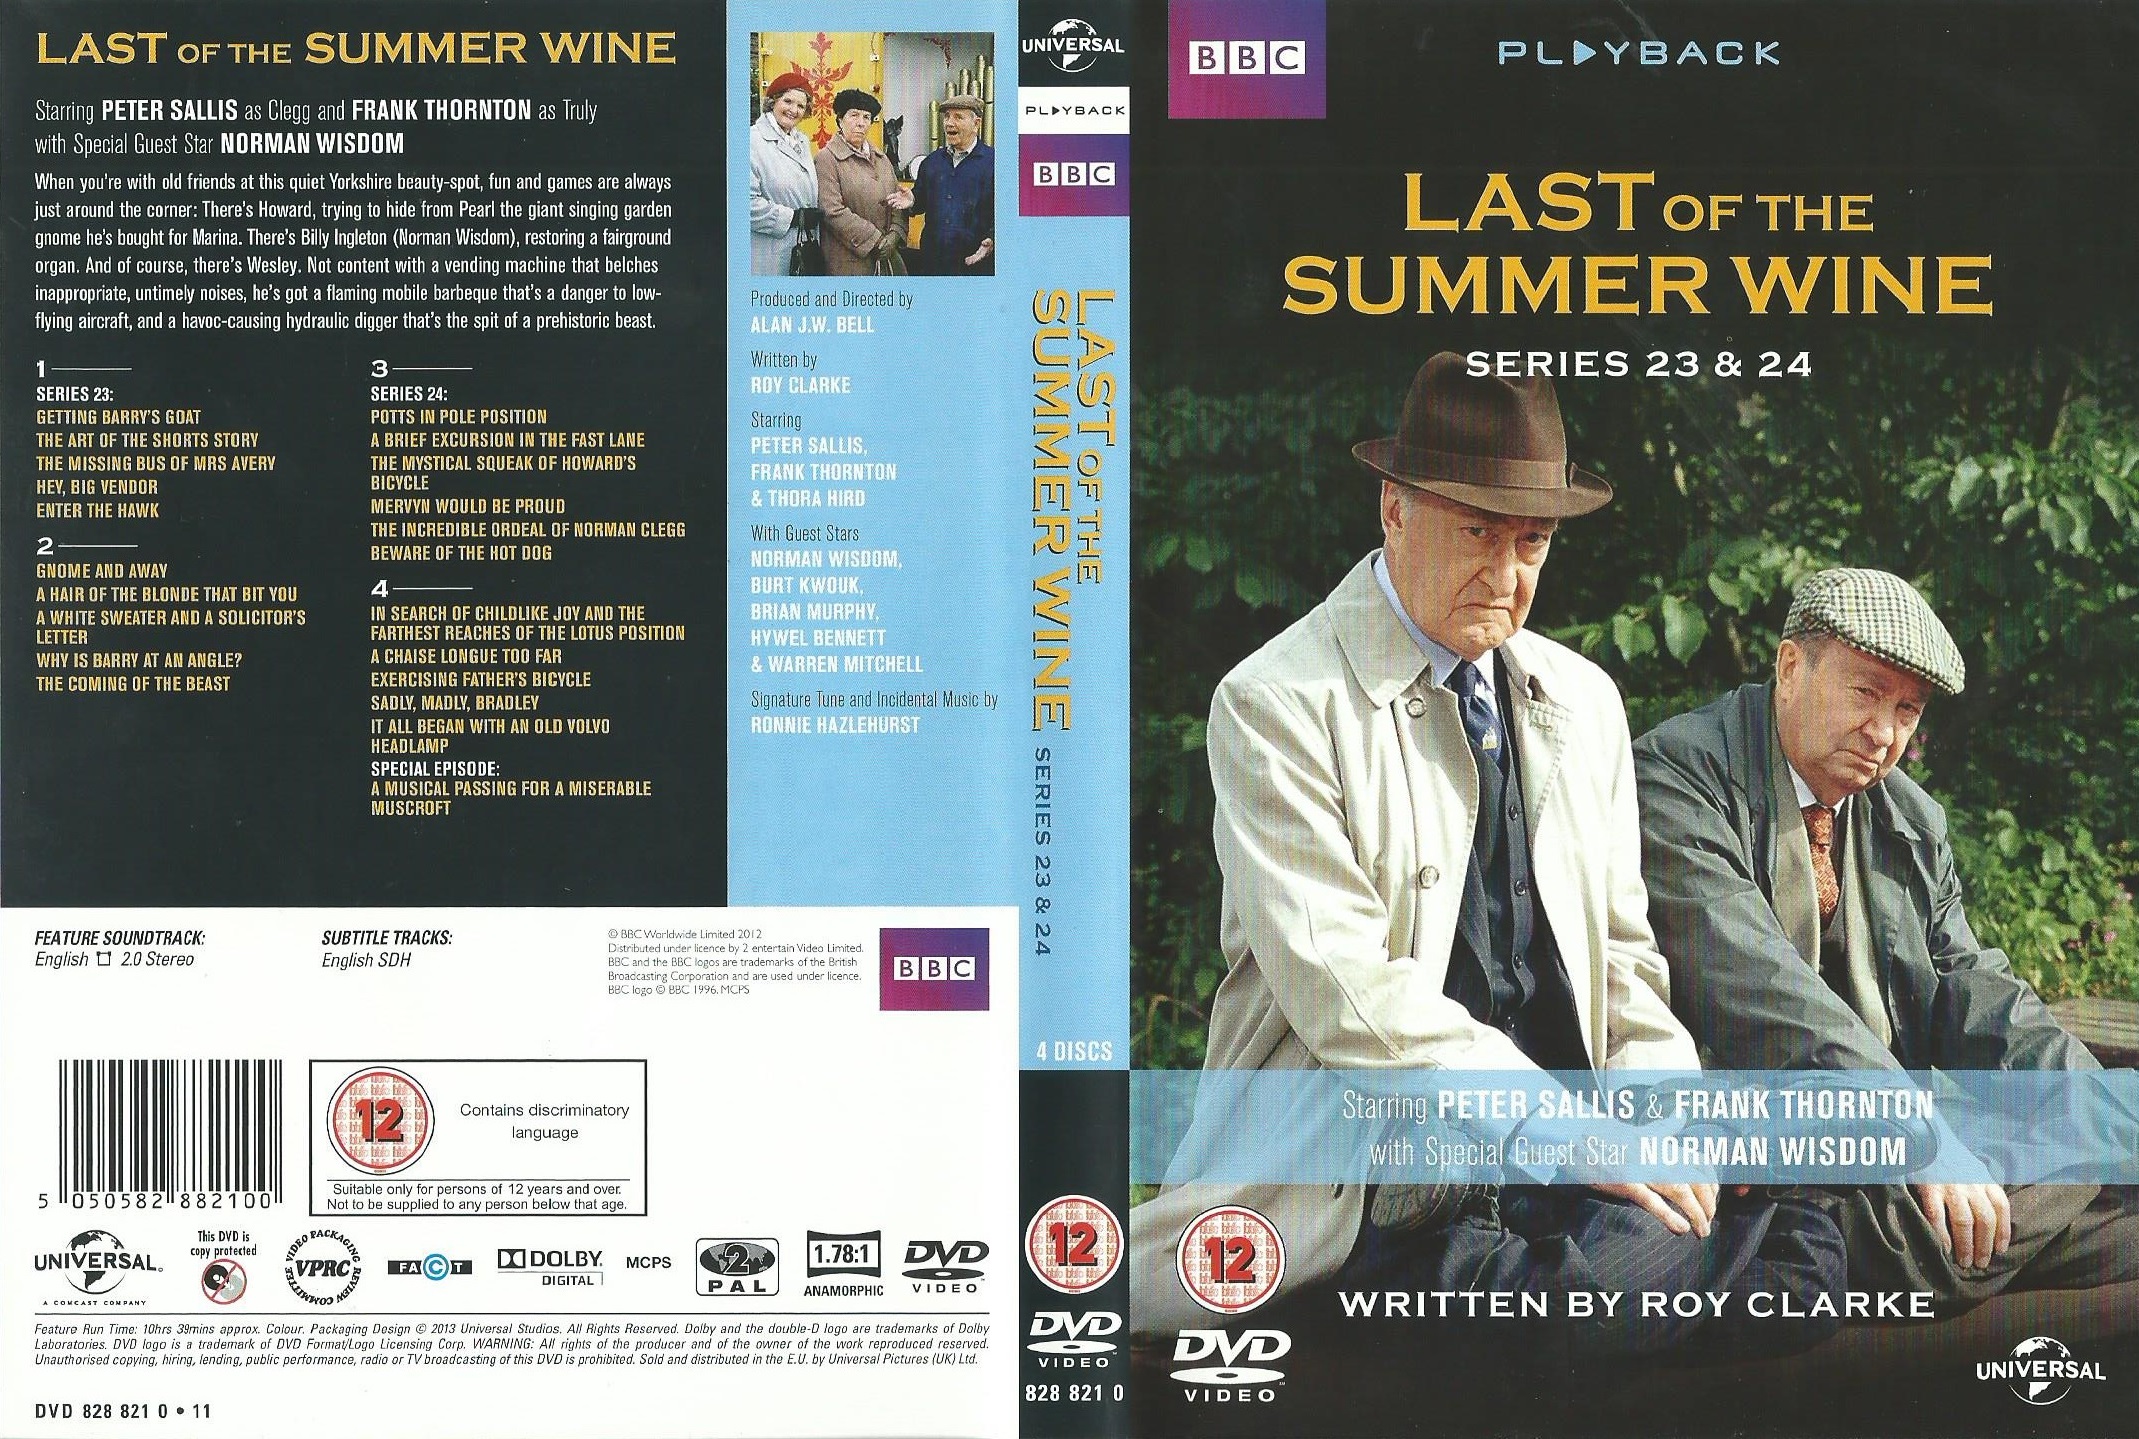 LAST OF THE SUMMER WINE
Starring PETER SALLIS as Clegg and FRANK THORNTON as Truly
with Special Guest Star NORMAN WISDOM
When you're with old friends at this quiet Yorkshire beauty-spot, fun and games are always
just around the corner: There's Howard, trying to hide from Pearl the giant singing garden
gnome he's bought for Marina. There's Billy Ingleton (Norman Wisdom), restoring a fairground
organ. And of course, there's Wesley. Not content with a vending machine that belches
inappropriate, untimely noises, he's got a flaming mobile barbeque that's a danger to low-
flying aircraft, and a havoc-causing hydraulic digger that's the spit of a prehistoric beast.
1
SERIES 23:
GETTING BARRY'S GOAT
THE ART OF THE SHORTS STORY
THE MISSING BUS OF MRS AVERY
HEY, BIG VENDOR
ENTER THE HAWK
2
GNOME AND AWAY
A HAIR OF THE BLONDE THAT BIT YOU
A WHITE SWEATER AND A SOLICITOR'S
LETTER
WHY IS BARRY AT AN ANGLE?
THE COMING OF THE BEAST
3
SERIES 24:
POTTS IN POLE POSITION
A BRIEF EXCURSION IN THE FAST LANE
THE MYSTICAL SQUEAK OF HOWARD'S
BICYCLE
MERVYN WOULD BE PROUD
THE INCREDIBLE ORDEAL OF NORMAN CLEGG
BEWARE OF THE HOT DOG
4
IN SEARCH OF CHILDLIKE JOY AND THE
FARTHEST REACHES OF THE LOTUS POSITION
A CHAISE LONGUE TOO FAR
EXERCISING FATHER'S BICYCLE
SADLY, MADLY, BRADLEY
IT ALL BEGAN WITH AN OLD VOLVO
HEADLAMP
SPECIAL EPISODE:
A MUSICAL PASSING FOR A MISERABLE
MUSCROFT
Produced and Directed by
ALAN J.W. BELL
Written by
ROY CLARKE
Starring
PETER SALLIS,
FRANK THORNTON
& THORA HIRD
With Guest Stars
NORMAN WISDOM,
BURT KWOUK,
BRIAN MURPHY,
HYWEL BENNETT
& WARREN MITCHELL
Signature Tune and Incidental Music by
RONNIE HAZLEHURST
FEATURE SOUNDTRACK:
English 2.0 Stereo
SUBTITLE TRACKS:
English SDH
© BBC Worldwide Limited 2012
Distributed under licence by 2 entertain Video Limited.
BBC and the BBC logos are trademarks of the British
Broadcasting Corporation and are used under licence.
BBC logo © BBC 1996. MCPS
BBC
5 050582 882100
12
Contains discriminatory
language
Suitable only for persons of 12 years and over.
Not to be supplied to any person below that age.
UNIVERSAL
A COMCAST COMPANY
This DVD is
copy protected
VIDEO PACKAGING REVIEW COMMITTEE
VPRC
FACT
DOLBY
DIGITAL
MCPS
2
PAL
1.78:1
ANAMORPHIC
DVD
VIDEO
Feature Run Time: 10hrs 39mins approx. Colour. Packaging Design © 2013 Universal Studios. All Rights Reserved. Dolby and the double-D logo are trademarks of Dolby
Laboratories. DVD logo is a trademark of DVD Format/Logo Licensing Corp. WARNING: All rights of the producer and of the owner of the work reproduced reserved.
Unauthorised copying, hiring, lending, public performance, radio or TV broadcasting of this DVD is prohibited. Sold and distributed in the E.U. by Universal Pictures (UK) Ltd.
DVD 828 821 0 • 11
UNIVERSAL
PLAYBACK
BBC
LAST OF THE
SUMMER WINE
SERIES 23 & 24
4 DISCS
12
DVD
VIDEO
828 821 0
BBC
PLAYBACK
LAST OF THE
SUMMER WINE
SERIES 23 & 24
Starring PETER SALLIS & FRANK THORNTON
with Special Guest Star NORMAN WISDOM
12
WRITTEN BY ROY CLARKE
DVD
VIDEO
UNIVERSAL